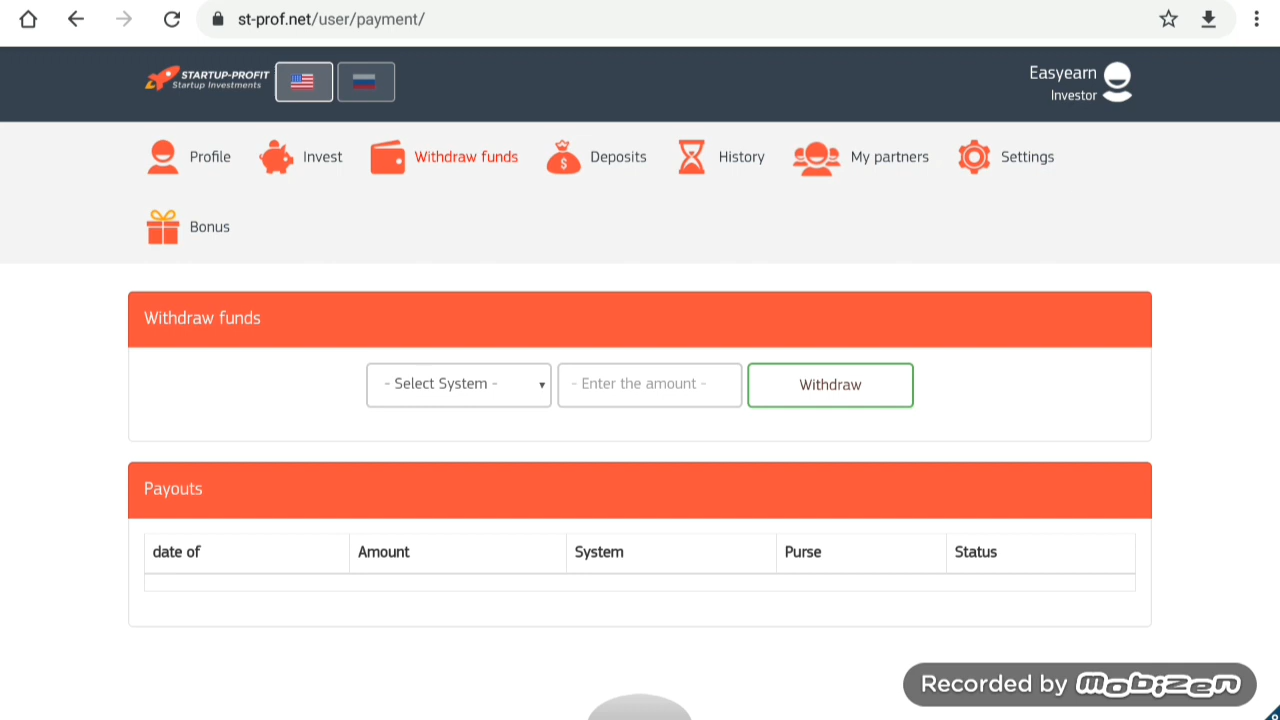 st-prof.net/user/payment/
STARTUP-PROFIT
Startup Investments
Easyearn
Investor
Profile
Invest
Withdraw funds
Deposits
History
My partners
Settings
Bonus
Withdraw funds
- Select System -
- Enter the amount -
Withdraw
Payouts
date of
Amount
System
Purse
Status
Recorded by mobizen